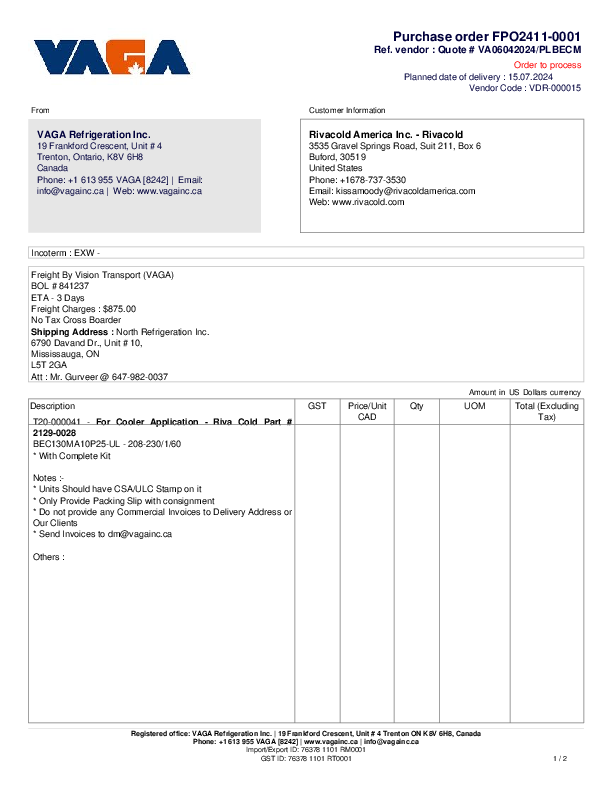 VAGA
Purchase order FPO2411-0001
Ref. vendor : Quote # VA06042024/PLBECM
Order to process
Planned date of delivery : 15.07.2024
Vendor Code : VDR-000015
From
Customer Information
VAGA Refrigeration Inc.
19 Frankford Crescent, Unit # 4
Trenton, Ontario, K8V 6H8
Canada
Phone: +1 613 955 VAGA [8242] | Email:
info@vagainc.ca | Web: www.vagainc.ca
Rivacold America Inc. - Rivacold
3535 Gravel Springs Road, Suit 211, Box 6
Buford, 30519
United States
Phone: +1678-737-3530
Email: kissamoody@rivacoldamerica.com
Web: www.rivacold.com
Incoterm : EXW -
Freight By Vision Transport (VAGA)
BOL # 841237
ETA - 3 Days
Freight Charges : $875.00
No Tax Cross Boarder
Shipping Address : North Refrigeration Inc.
6790 Davand Dr., Unit # 10,
Mississauga, ON
L5T 2GA
Att : Mr. Gurveer @ 647-982-0037
Amount in US Dollars currency
Description GST Price/Unit CAD Qty UOM Total (Excluding Tax)
T20-000041 - For Cooler Application - Riva Cold Part #
2129-0028
BEC130MA10P25-UL - 208-230/1/60
* With Complete Kit
Notes :-
* Units Should have CSA/ULC Stamp on it
* Only Provide Packing Slip with consignment
* Do not provide any Commercial Invoices to Delivery Address or
Our Clients
* Send Invoices to dm@vagainc.ca
Others :
Registered office: VAGA Refrigeration Inc. | 19 Frankford Crescent, Unit # 4 Trenton ON K8V 6H8, Canada
Phone: +1 613 955 VAGA [8242] | www.vagainc.ca | info@vagainc.ca
Import/Export ID: 76378 1101 RM0001
GST ID: 76378 1101 RT0001
1 / 2